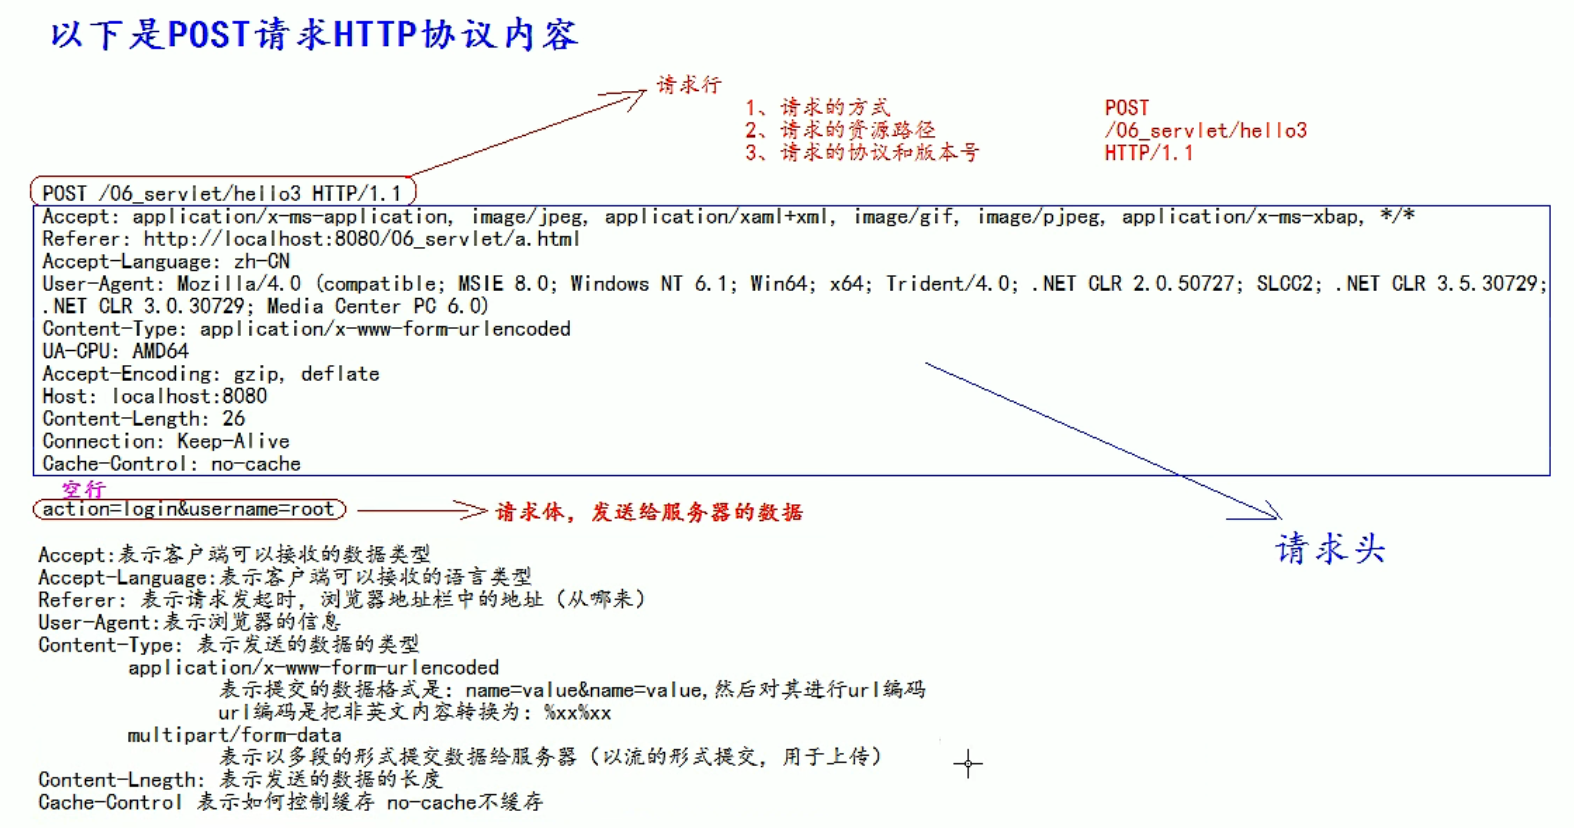 以下是POST请求HTTP协议内容
请求行
1、请求的方式 POST
2、请求的资源路径 /06_servlet/hello3
3、请求的协议和版本号 HTTP/1.1
POST /06_servlet/hello3 HTTP/1.1
Accept: application/x-ms-application, image/jpeg, application/xaml+xml, image/gif, image/pjpeg, application/x-ms-xbap, */*
Referer: http://localhost:8080/06_servlet/a.html
Accept-Language: zh-CN
User-Agent: Mozilla/4.0 (compatible; MSIE 8.0; Windows NT 6.1; Win64; x64; Trident/4.0; .NET CLR 2.0.50727; SLCC2; .NET CLR 3.5.30729;
.NET CLR 3.0.30729; Media Center PC 6.0)
Content-Type: application/x-www-form-urlencoded
UA-CPU: AMD64
Accept-Encoding: gzip, deflate
Host: localhost:8080
Content-Length: 26
Connection: Keep-Alive
Cache-Control: no-cache
空行
action=login&username=root
请求体，发送给服务器的数据
请求头
Accept:表示客户端可以接收的数据类型
Accept-Language:表示客户端可以接收的语言类型
Referer: 表示请求发起时，浏览器地址栏中的地址（从哪来）
User-Agent:表示浏览器的信息
Content-Type: 表示发送的数据的类型
application/x-www-form-urlencoded
表示提交的数据格式是：name=value&name=value,然后对其进行url编码
url编码是把非英文内容转换为：%xx%xx
multipart/form-data
表示以多段的形式提交数据给服务器（以流的形式提交，用于上传）
Content-Lnegth: 表示发送的数据的长度
Cache-Control 表示如何控制缓存 no-cache不缓存